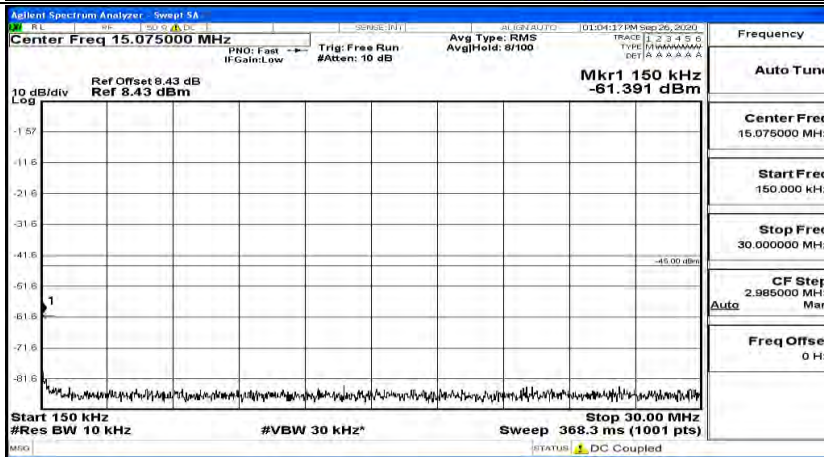 Agilent Spectrum Analyzer - Swept SA
RL RF 50 Ω DC SENSE:INT ALIGN AUTO 01:04:17 PM Sep 26, 2020
Center Freq 15.075000 MHz
PNO: Fast
IFGain:Low
Trig: Free Run
#Atten: 10 dB
Avg Type: RMS
Avg|Hold: 8/100
TRACE 1 2 3 4 5 6
TYPE MWWWWW
DET A A A A A A
Ref Offset 8.43 dB
Ref 8.43 dBm
10 dB/div
Log
Mkr1 150 kHz
-61.391 dBm
-1.57
-11.6
-21.6
-31.6
-41.6
-51.6
-61.6
-71.6
-81.6
-45.00 dBm
1
Start 150 kHz
#Res BW 10 kHz
#VBW 30 kHz*
Stop 30.00 MHz
Sweep 368.3 ms (1001 pts)
MSG
STATUS
DC Coupled
Frequency
Auto Tune
Center Freq
15.075000 MHz
Start Freq
150.000 kHz
Stop Freq
30.000000 MHz
CF Step
2.985000 MHz
Auto Man
Freq Offset
0 Hz